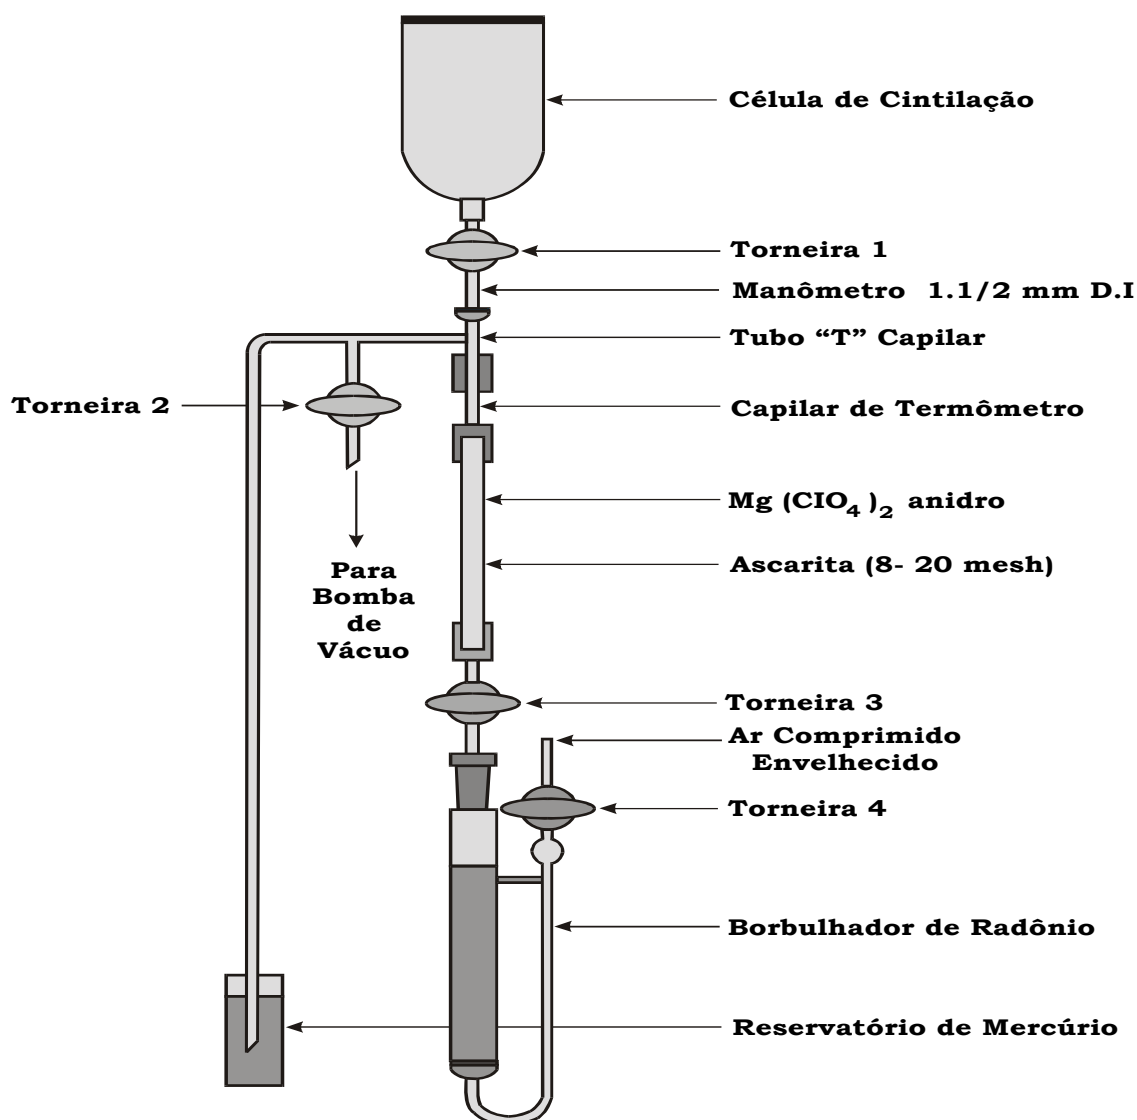 Célula de Cintilação
Torneira 1
Manômetro 1.1/2 mm D.I
Tubo “T” Capilar
Torneira 2
Capilar de Termômetro
Mg (ClO4 )2 anidro
Ascarita (8- 20 mesh)
Para
Bomba
de
Vácuo
Torneira 3
Ar Comprimido
Envelhecido
Torneira 4
Borbulhador de Radônio
Reservatório de Mercúrio